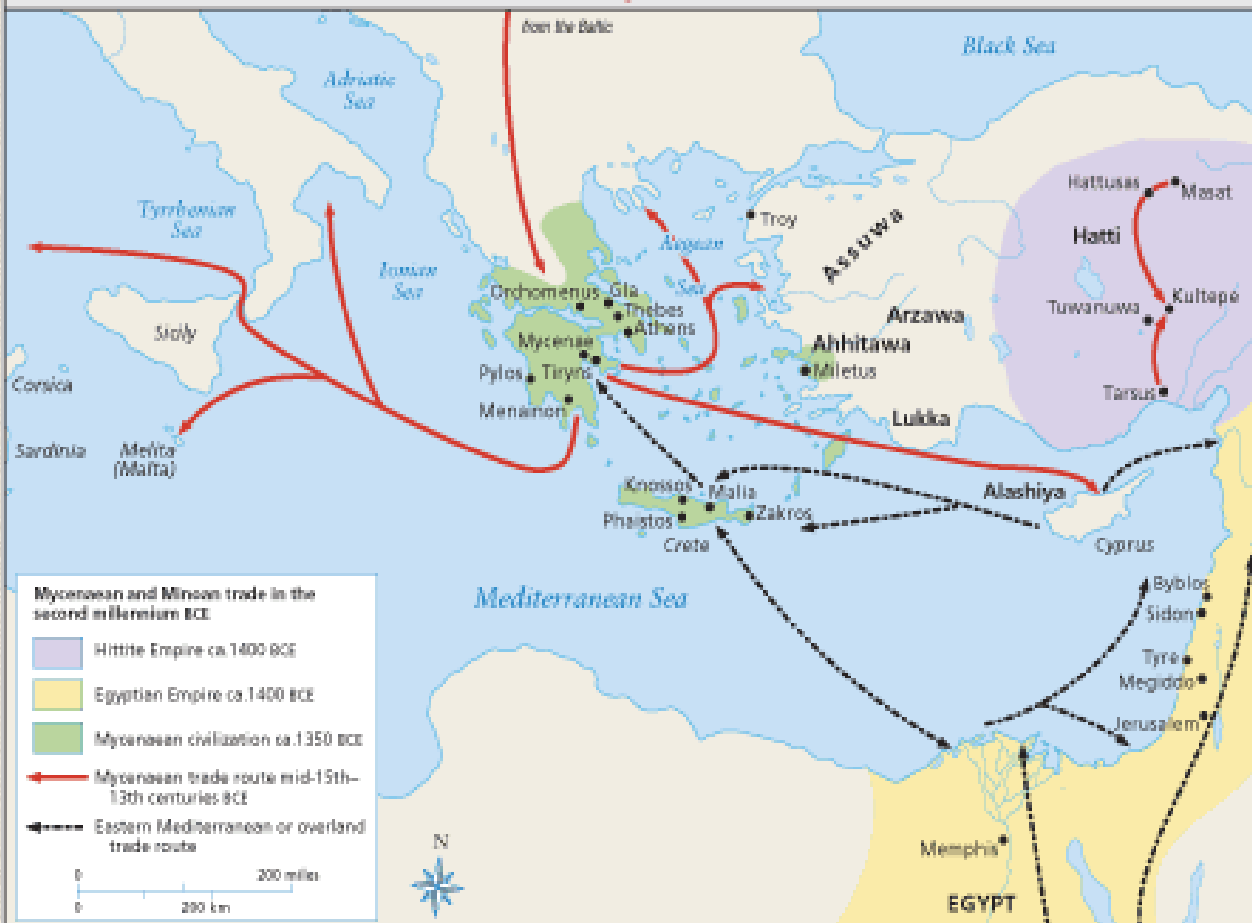 from the Baltic
Black Sea
Adriatic
Sea
Hattusas
Masat
Tyrrhenian
Sea
Troy
Assuwa
Aegean
Sea
Hatti
Ionian
Sea
Orchomenus
Gla
Thebes
Athens
Kultepe
Tuwanuwa
Arzawa
Sicily
Mycenae
Ahhitawa
Pylos
Tiryns
Miletus
Corsica
Tarsus
Menainon
Lukka
Sardinia
Melita
(Malta)
Knossos
Malia
Alashiya
Phaistos
Zakros
Crete
Cyprus
Mediterranean Sea
Byblos
Sidon
Tyre
Megiddo
Jerusalem
Mycenaean and Minoan trade in the
second millennium BCE
Hittite Empire ca.1400 BCE
Egyptian Empire ca.1400 BCE
Mycenaean civilization ca.1350 BCE
Mycenaean trade route mid-15th–
13th centuries BCE
Eastern Mediterranean or overland
trade route
0 200 miles
0 200 km
N
Memphis
EGYPT